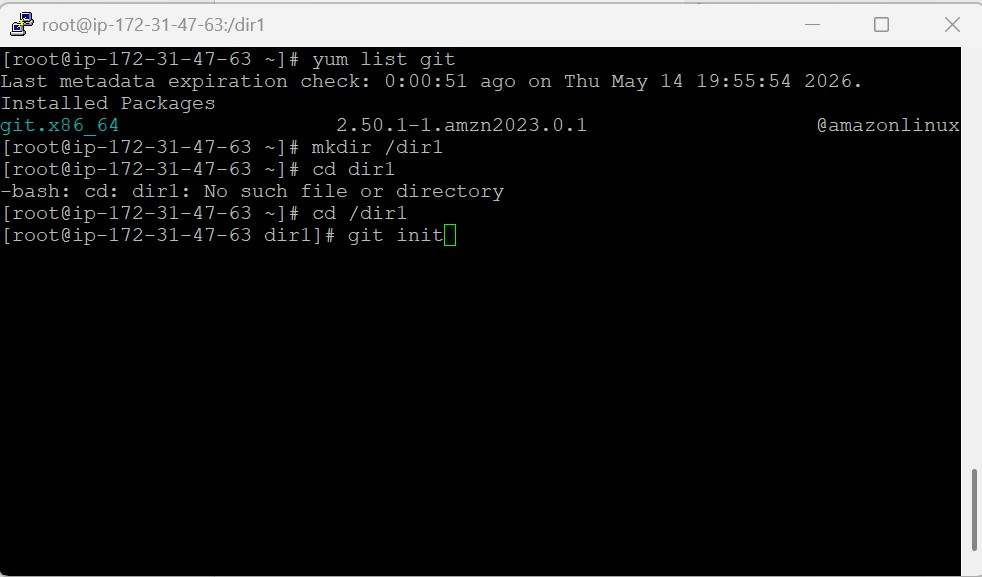 root@ip-172-31-47-63:/dir1
[root@ip-172-31-47-63 ~]# yum list git
Last metadata expiration check: 0:00:51 ago on Thu May 14 19:55:54 2026.
Installed Packages
git.x86_64 2.50.1-1.amzn2023.0.1 @amazonlinux
[root@ip-172-31-47-63 ~]# mkdir /dir1
[root@ip-172-31-47-63 ~]# cd dir1
-bash: cd: dir1: No such file or directory
[root@ip-172-31-47-63 ~]# cd /dir1
[root@ip-172-31-47-63 dir1]# git init